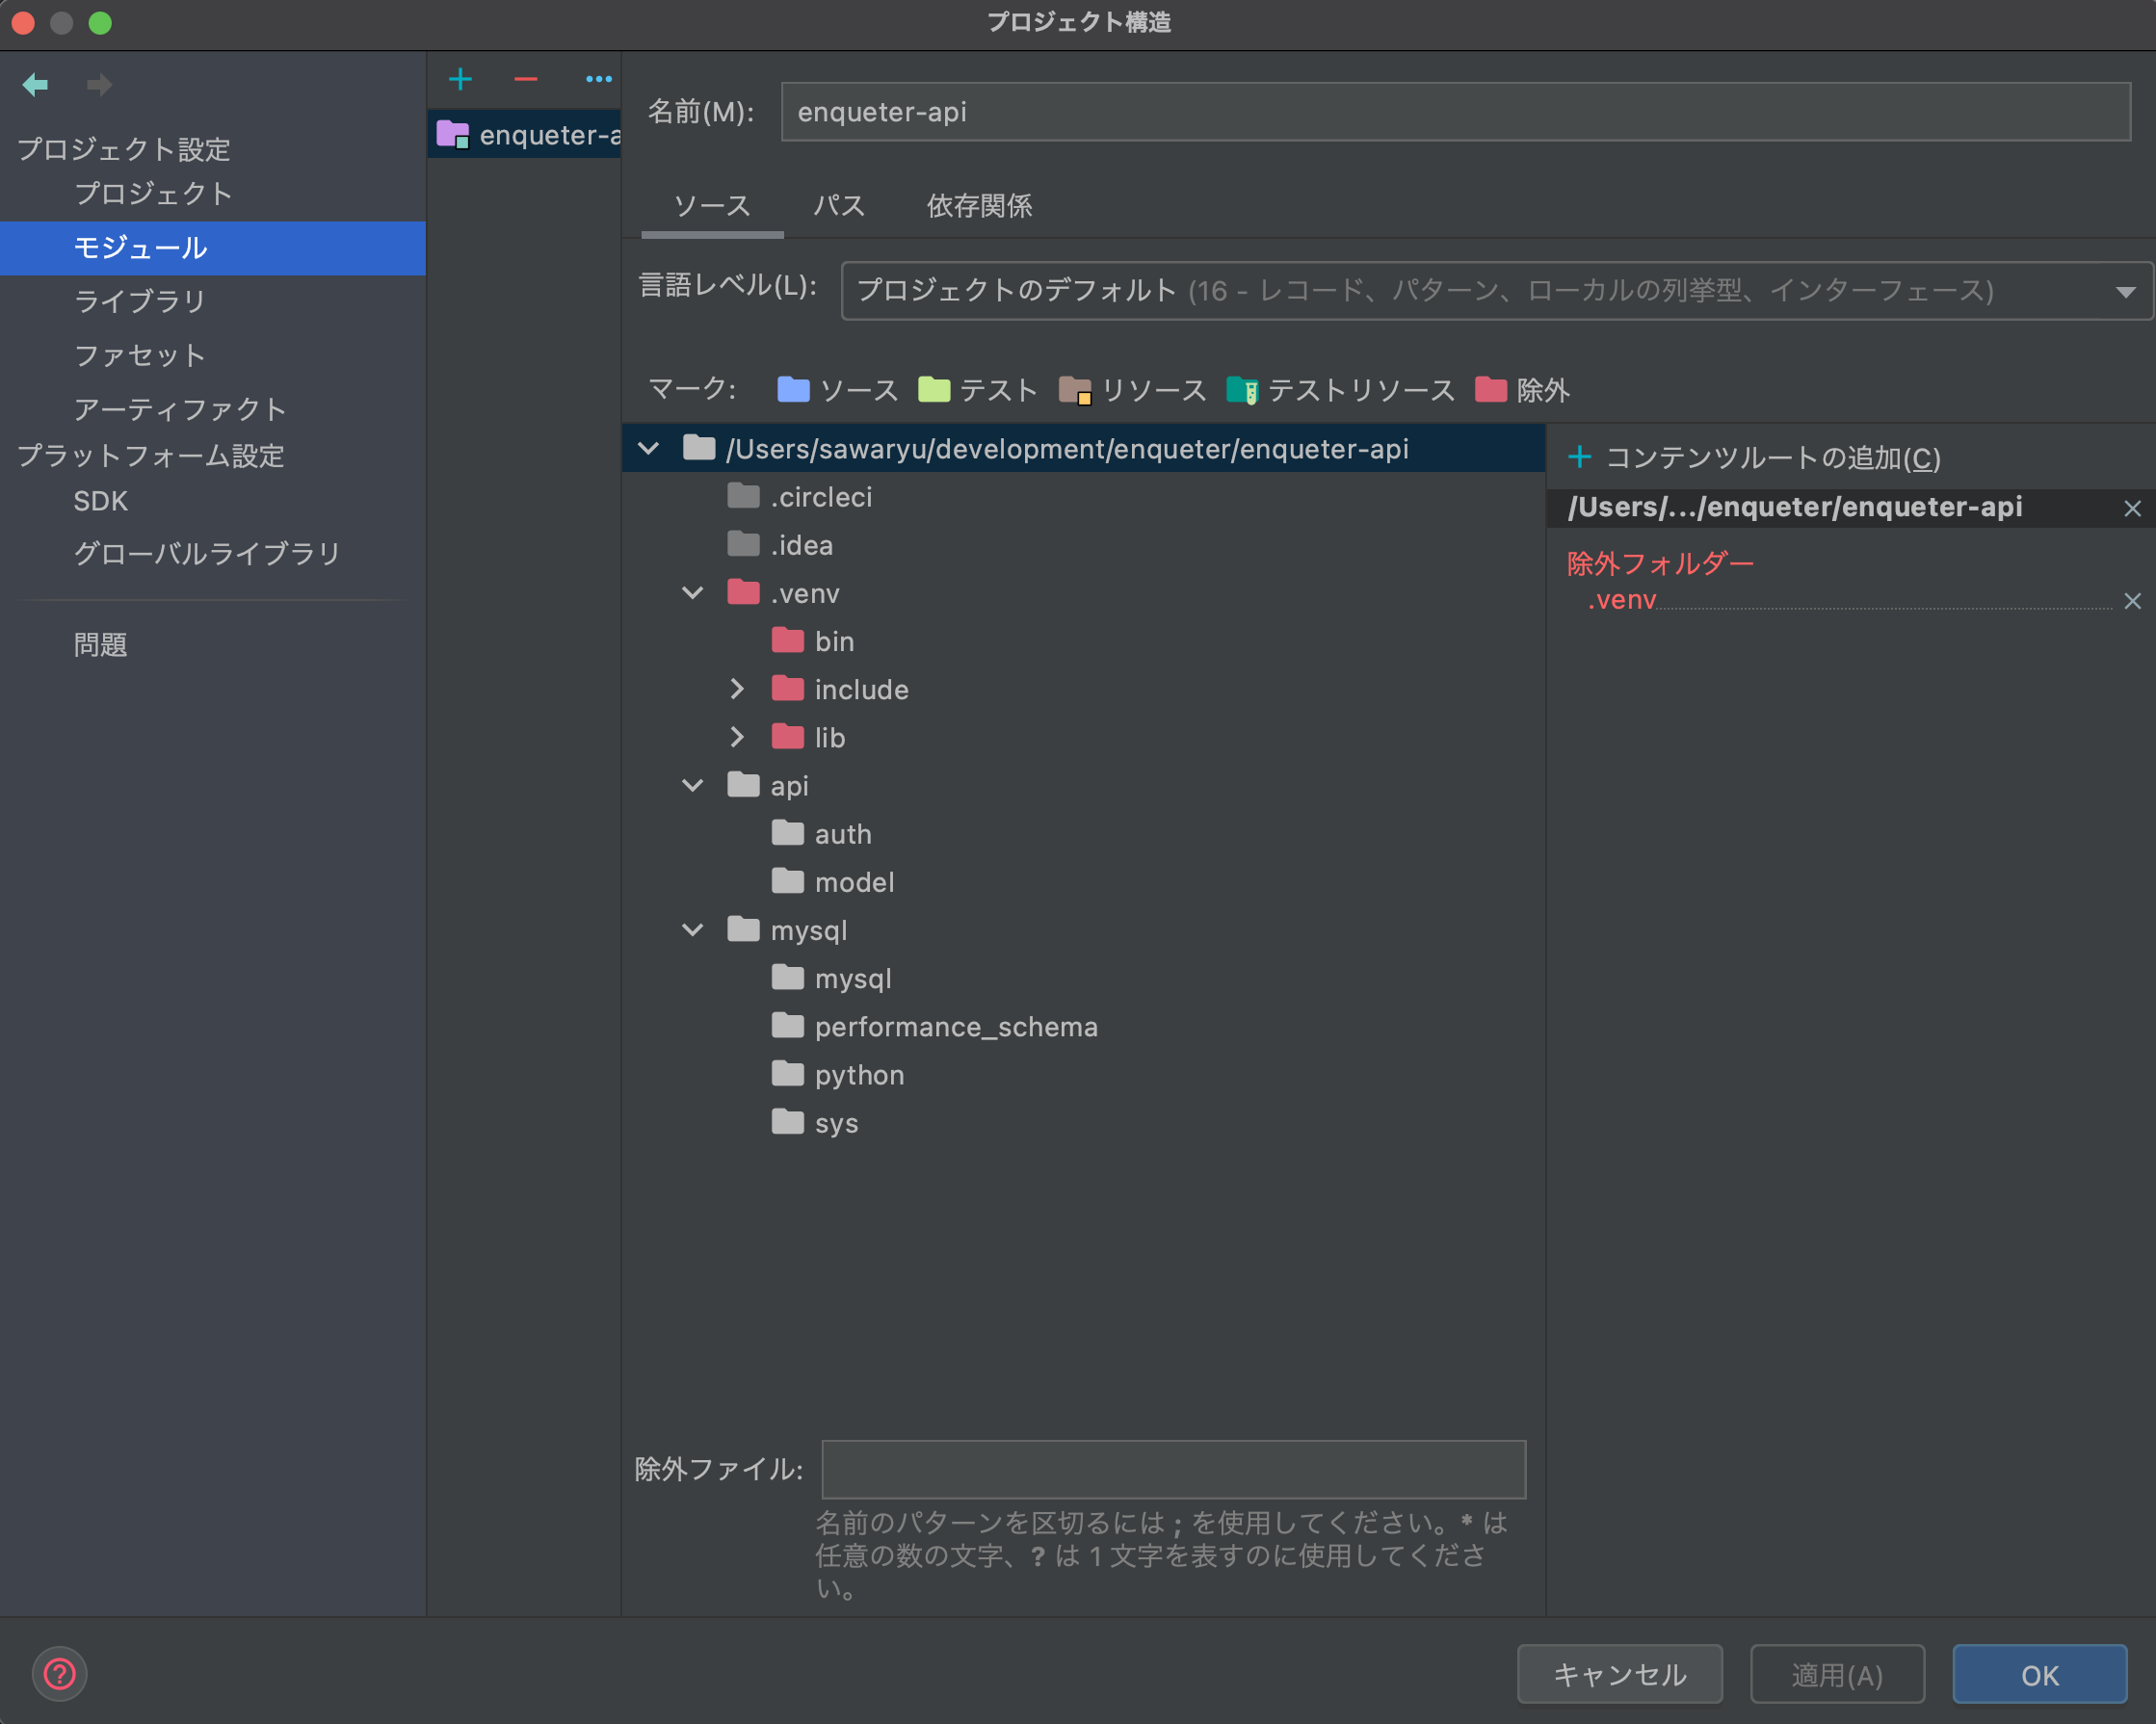 プロジェクト構造
プロジェクト設定
プロジェクト
モジュール
ライブラリ
ファセット
アーティファクト
プラットフォーム設定
SDK
グローバルライブラリ
問題
enqueter-a
名前(M): enqueter-api
ソース パス 依存関係
言語レベル(L): プロジェクトのデフォルト (16 - レコード、パターン、ローカルの列挙型、インターフェース)
マーク: ソース テスト リソース テストリソース 除外
/Users/sawaryu/development/enqueter/enqueter-api
.circleci
.idea
.venv
bin
include
lib
api
auth
model
mysql
mysql
performance_schema
python
sys
コンテンツルートの追加(C)
/Users/.../enqueter/enqueter-api
除外フォルダー
.venv
除外ファイル:
名前のパターンを区切るには ; を使用してください。* は
任意の数の文字、? は 1 文字を表すのに使用してくださ
い。
キャンセル 適用(A) OK